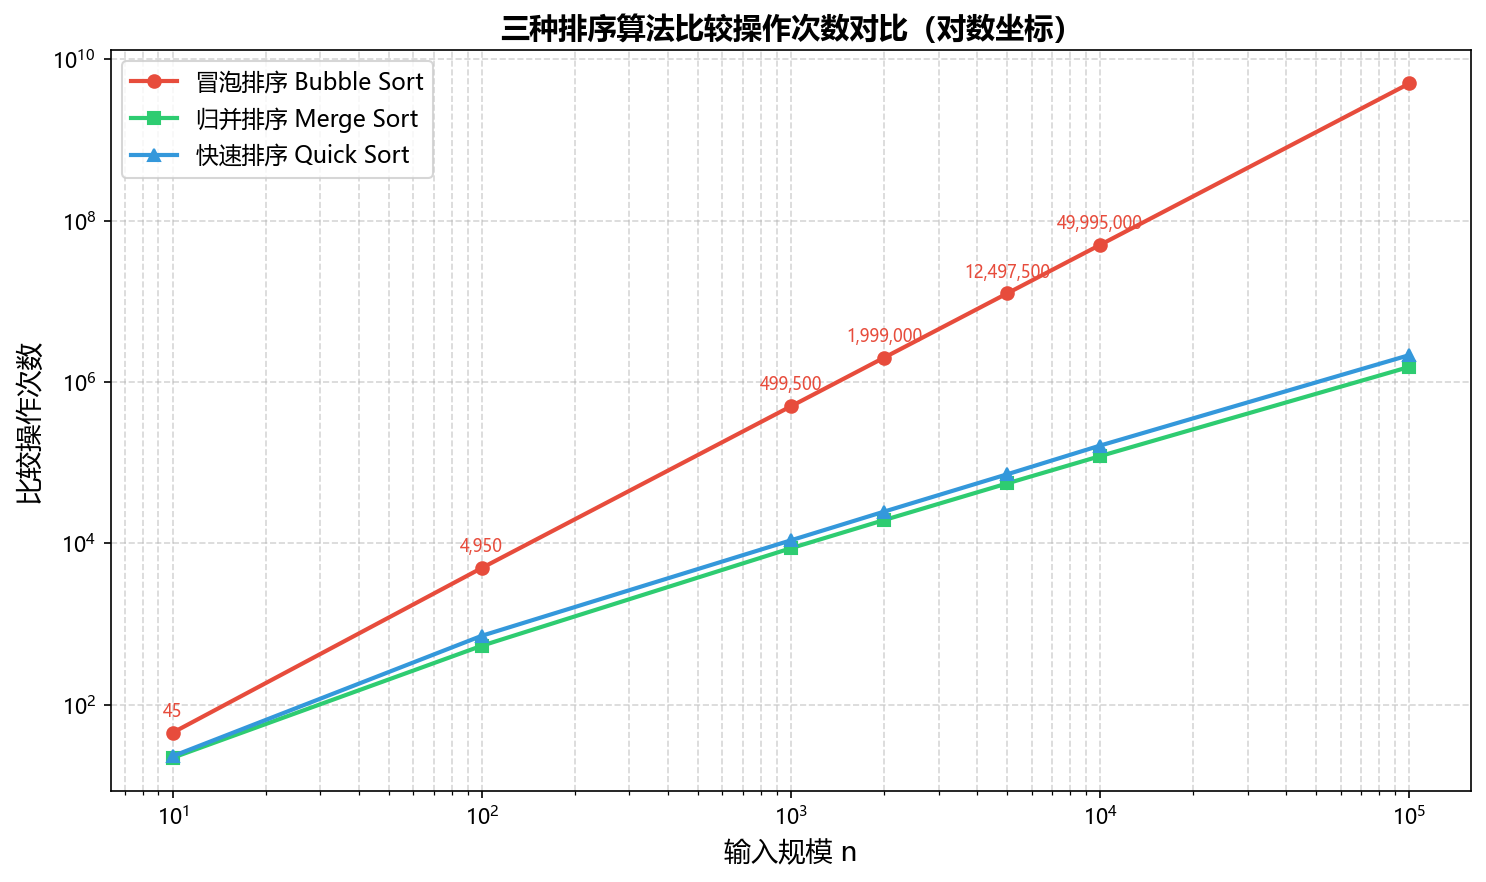 三种排序算法比较操作次数对比（对数坐标）
冒泡排序 Bubble Sort
归并排序 Merge Sort
快速排序 Quick Sort
比较操作次数
10¹⁰
10⁸
10⁶
10⁴
10²
45
4,950
499,500
1,999,000
12,497,500
49,995,000
10¹
10²
10³
10⁴
10⁵
输入规模 n